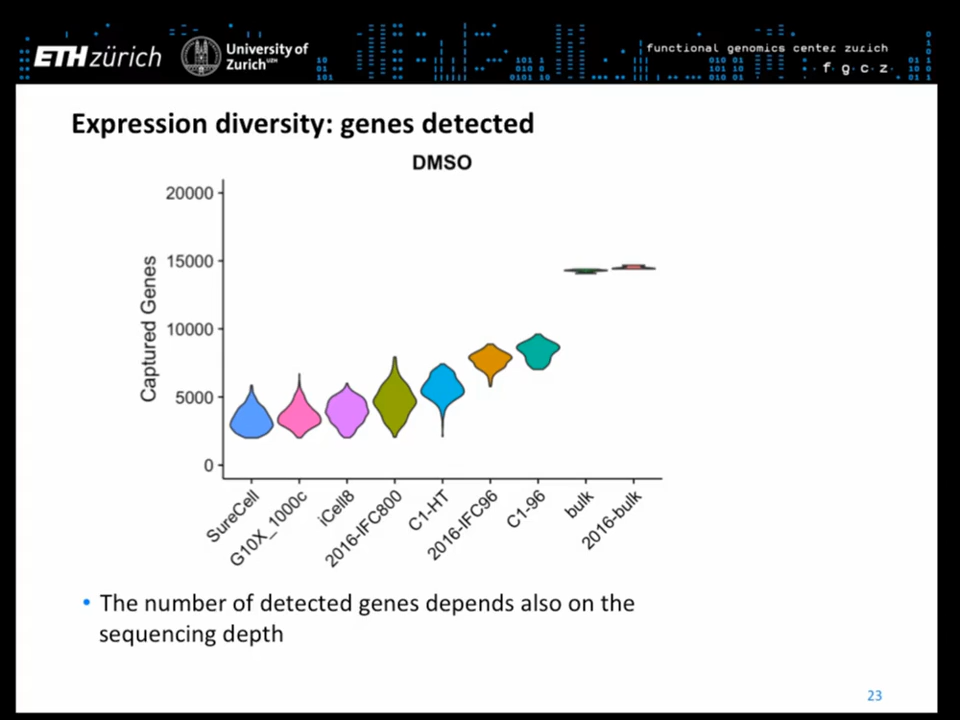 ETH zürich
University of
Zurich UZH
functional genomics center zurich
f·g·c·z·
Expression diversity: genes detected
DMSO
20000
15000
10000
5000
0
Captured Genes
SureCell
G10X_1000c
iCell8
2016-IFC800
C1-HT
2016-IFC96
C1-96
bulk
2016-bulk
• The number of detected genes depends also on the
sequencing depth
23